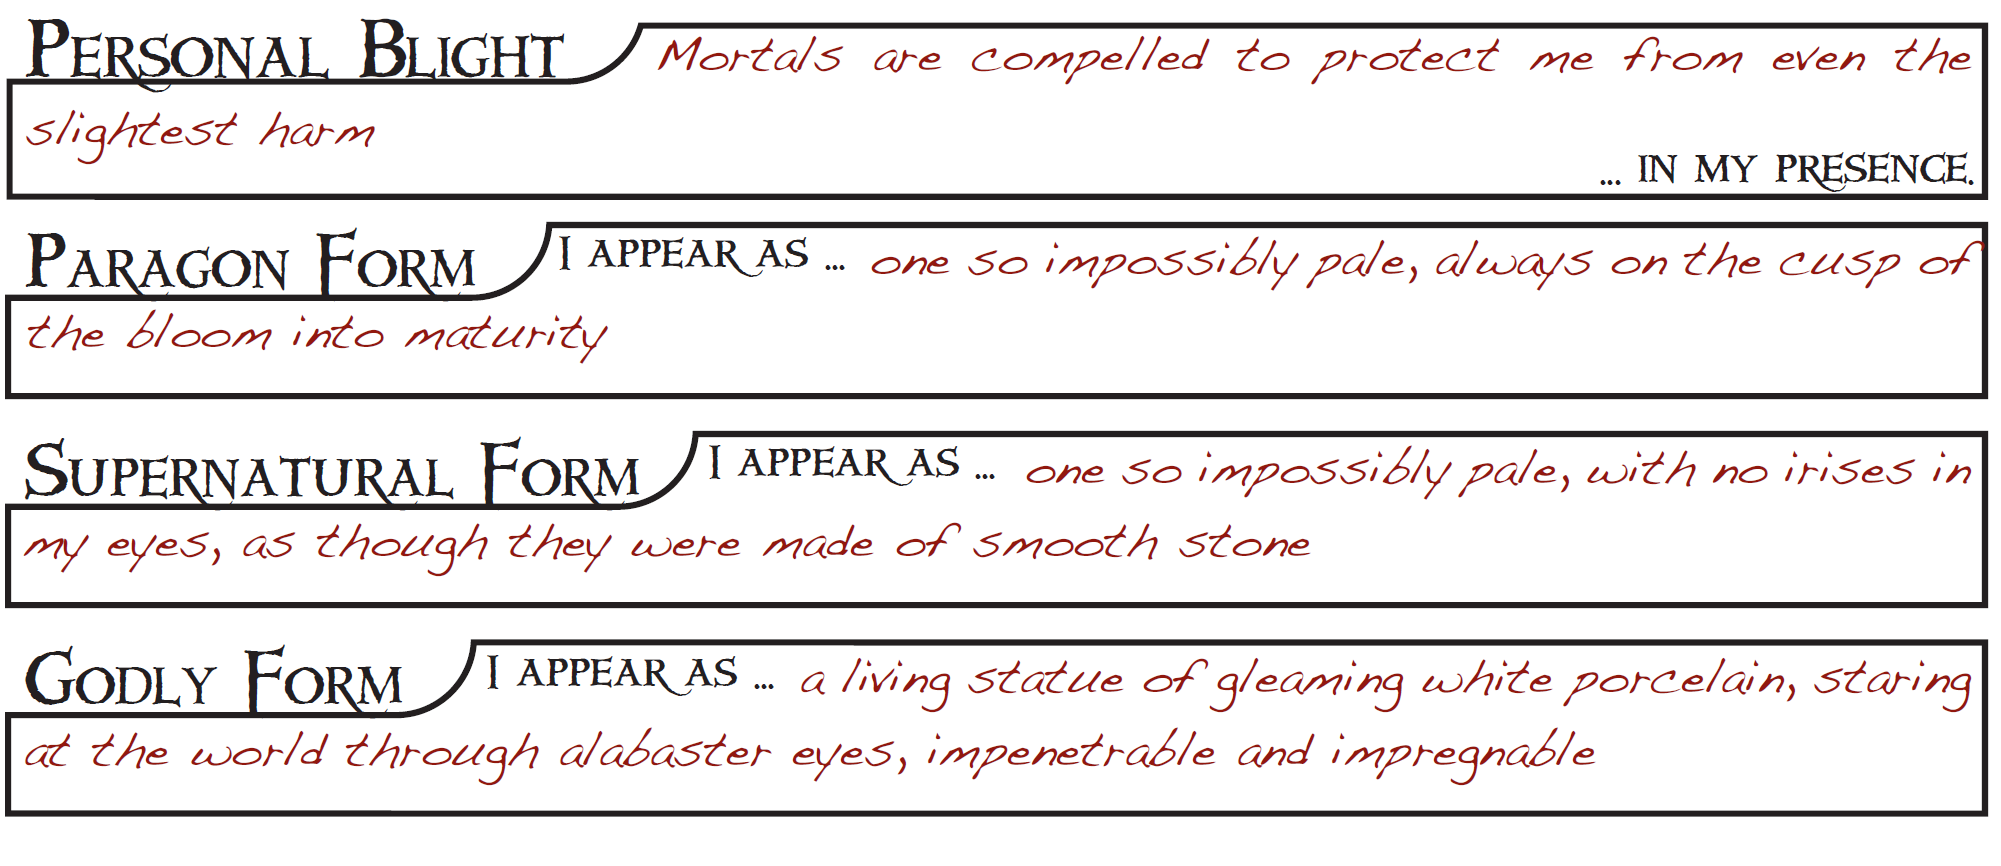 Personal Blight Mortals are compelled to protect me from even the
slightest harm
... in my presence.
Paragon Form I appear as ... one so impossibly pale, always on the cusp of
the bloom into maturity
Supernatural Form I appear as ... one so impossibly pale, with no irises in
my eyes, as though they were made of smooth stone
Godly Form I appear as ... a living statue of gleaming white porcelain, staring
at the world through alabaster eyes, impenetrable and impregnable